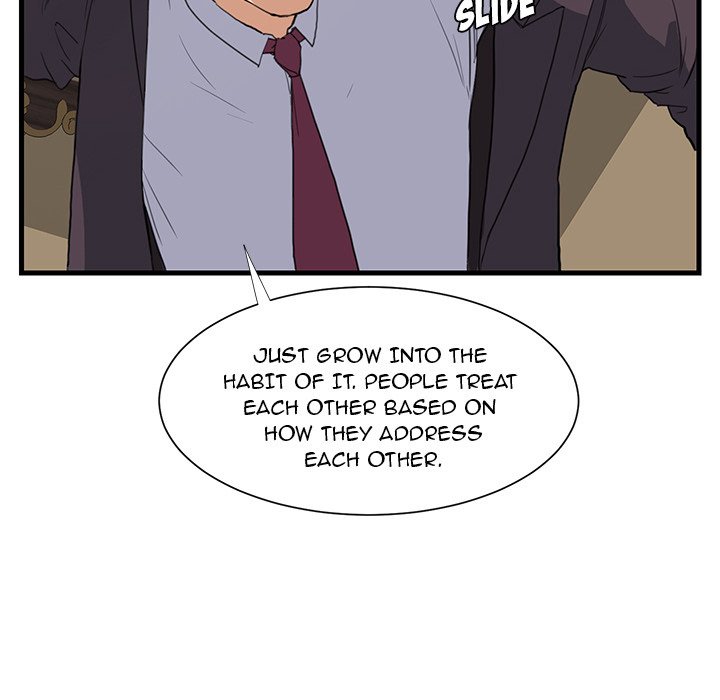 SLIDE
JUST GROW INTO THE
HABIT OF IT. PEOPLE TREAT
EACH OTHER BASED ON
HOW THEY ADDRESS
EACH OTHER.